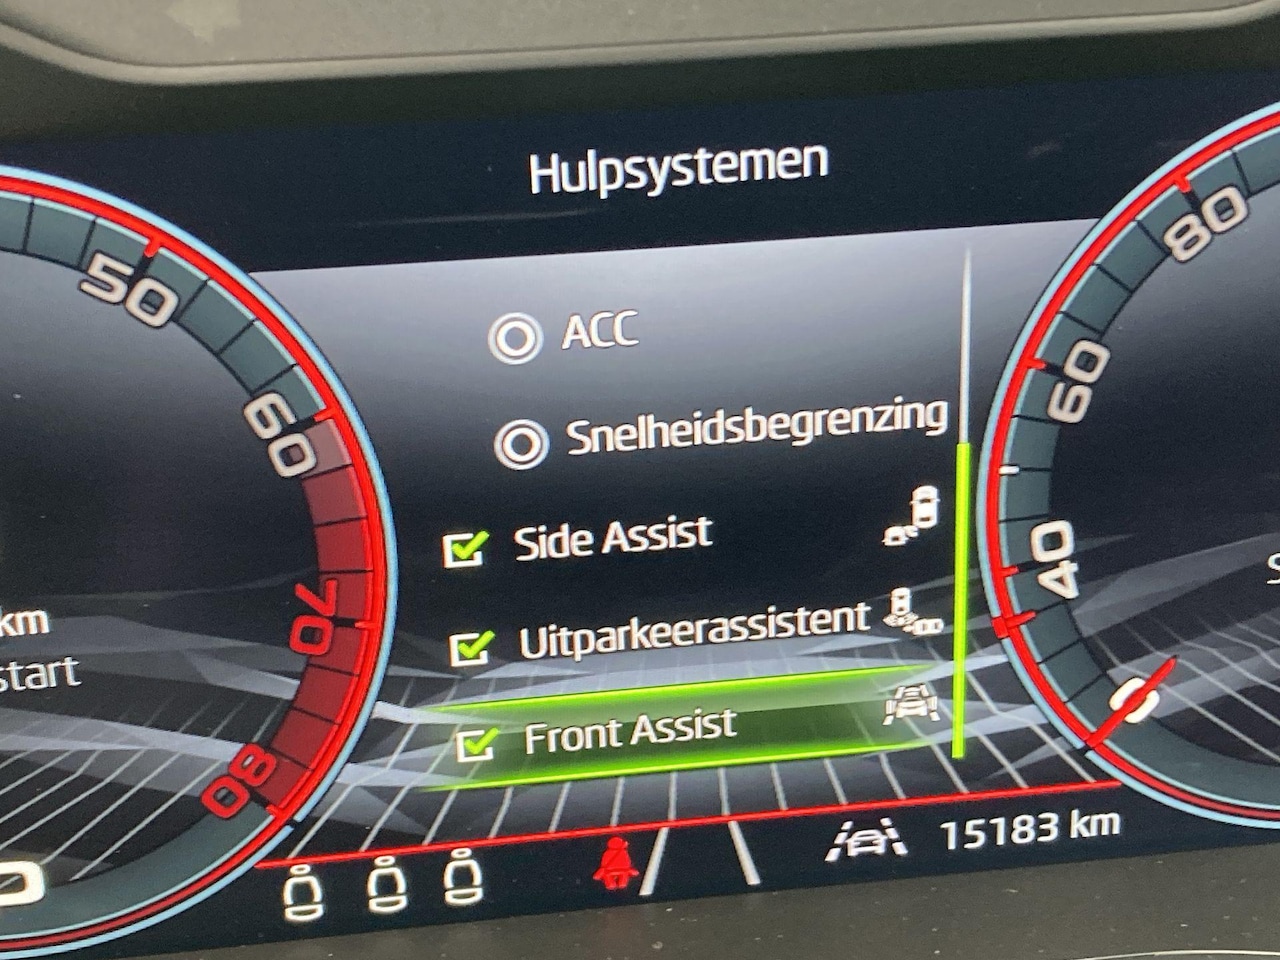 Hulpsystemen
ACC
Snelheidsbegrenzing
Side Assist
Uitparkeerassistent
Front Assist
50
60
70
80
km
start
80
60
40
0
15183 km